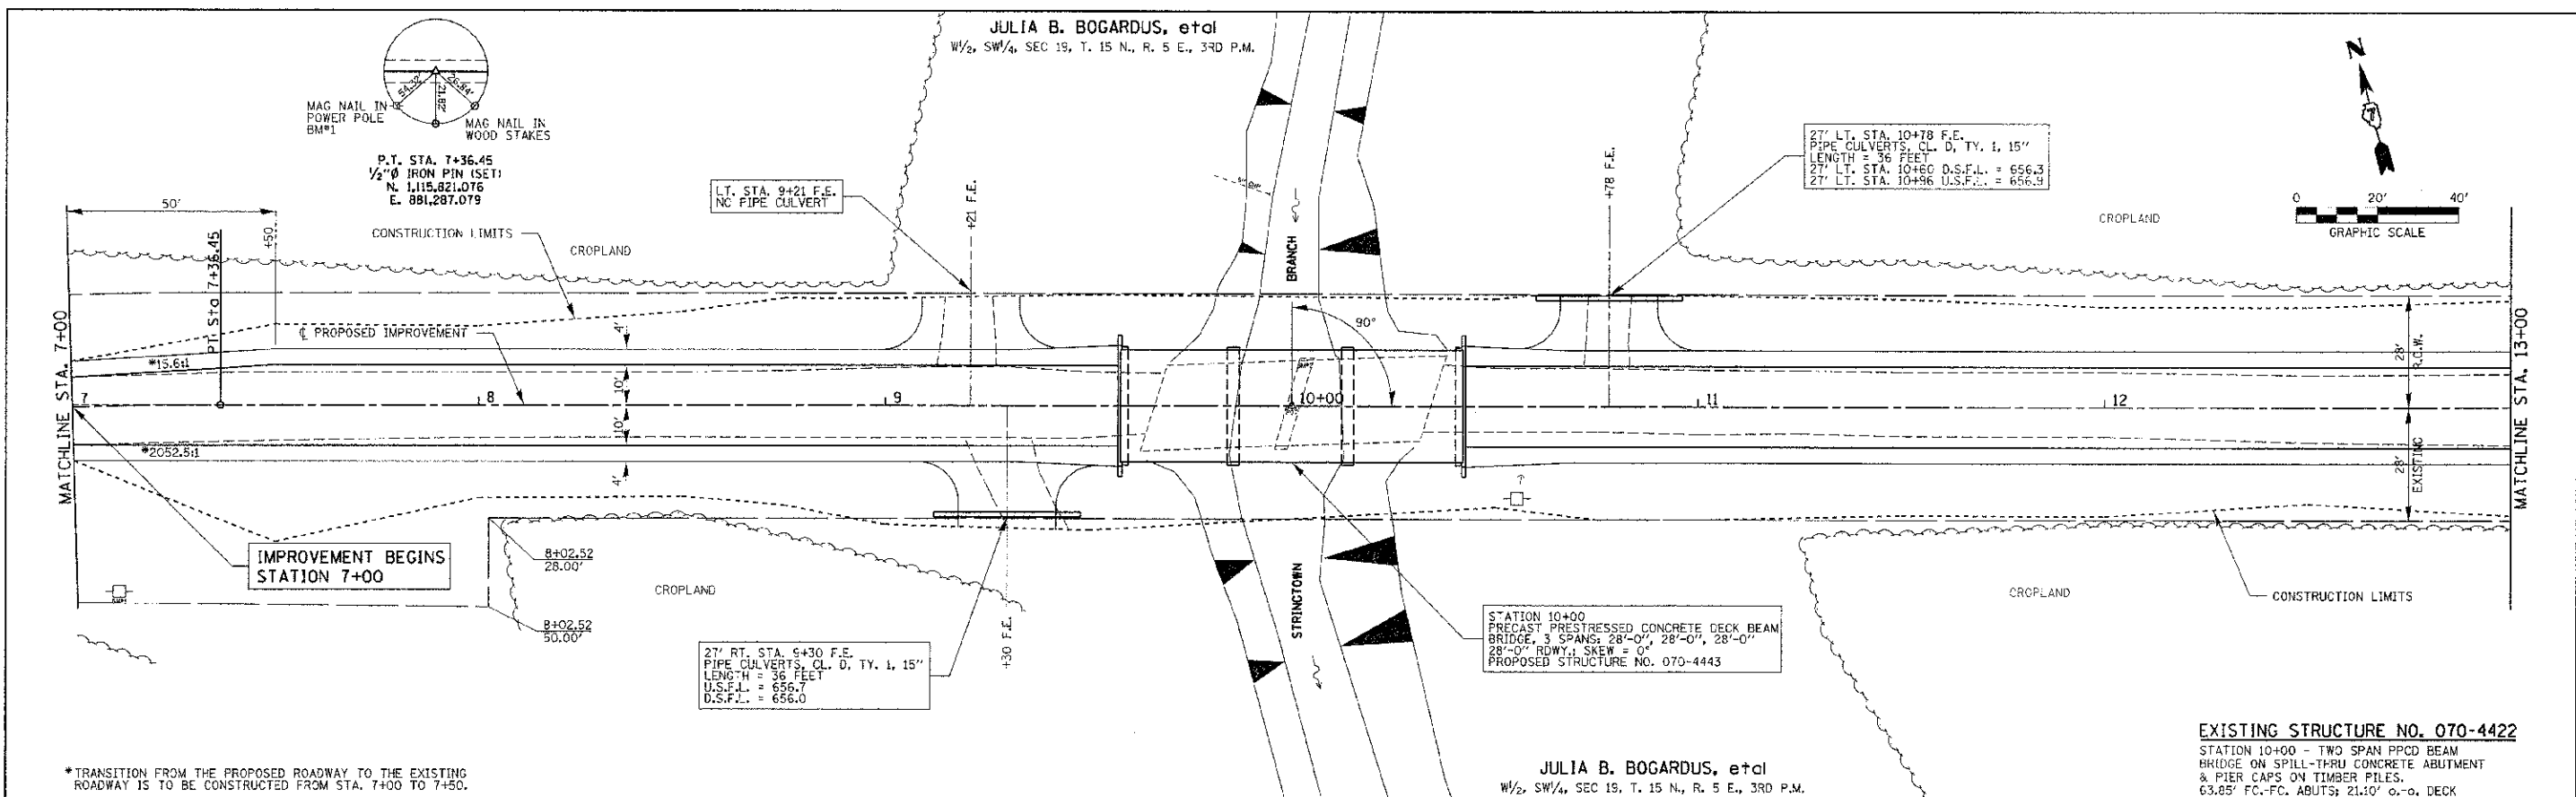 JULIA B. BOGARDUS, etal
W1/2, SW1/4, SEC 19, T. 15 N., R. 5 E., 3RD P.M.
54.32'
21.82'
26.84'
MAG NAIL IN
POWER POLE
BM#1
MAG NAIL IN
WOOD STAKES
P.T. STA. 7+36.45
1/2"Ø IRON PIN (SET)
N. 1,115,821.076
E. 881,287.079
N
27' LT. STA. 10+78 F.E.
PIPE CULVERTS, CL. D, TY. 1, 15"
LENGTH = 36 FEET
27' LT. STA. 10+60 D.S.F.L. = 656.3
27' LT. STA. 10+96 U.S.F.L. = 656.9
0 20' 40'
GRAPHIC SCALE
LT. STA. 9+21 F.E.
NC PIPE CULVERT
50'
+50
CONSTRUCTION LIMITS
CROPLAND
+21 F.E.
+78 F.E.
CROPLAND
BRANCH
PT Sta 7+36.45
℄ PROPOSED IMPROVEMENT
4'
90°
*15.6:1
10'
28'
R.O.W.
MATCHLINE STA. 7+00
MATCHLINE STA. 13+00
7
8
9
10+00
11
12
10'
*2052.5:1
4'
28'
EXISTING
IMPROVEMENT BEGINS
STATION 7+00
8+02.52
28.00'
CROPLAND
8+02.52
50.00'
+30 F.E.
STRINGTOWN
CROPLAND
CONSTRUCTION LIMITS
27' RT. STA. 9+30 F.E.
PIPE CULVERTS, CL. D, TY. 1, 15"
LENGTH = 36 FEET
U.S.F.L. = 656.7
D.S.F.L. = 656.0
STATION 10+00
PRECAST PRESTRESSED CONCRETE DECK BEAM
BRIDGE, 3 SPANS: 28'-0", 28'-0", 28'-0"
28'-0" RDWY.; SKEW = 0°
PROPOSED STRUCTURE NO. 070-4443
*TRANSITION FROM THE PROPOSED ROADWAY TO THE EXISTING
ROADWAY IS TO BE CONSTRUCTED FROM STA. 7+00 TO 7+50.
JULIA B. BOGARDUS, etal
W1/2, SW1/4, SEC 19, T. 15 N., R. 5 E., 3RD P.M.
EXISTING STRUCTURE NO. 070-4422
STATION 10+00 - TWO SPAN PPCD BEAM
BRIDGE ON SPILL-THRU CONCRETE ABUTMENT
& PIER CAPS ON TIMBER PILES.
63.85' FC.-FC. ABUTS; 21.10' o.-o. DECK